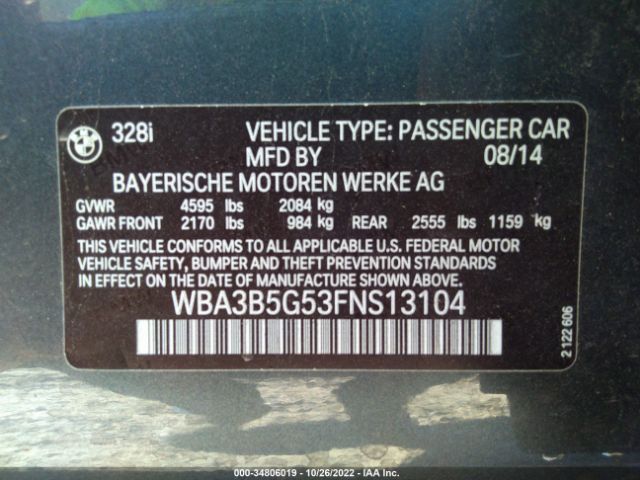 328i VEHICLE TYPE: PASSENGER CAR
MFD BY 08/14
BAYERISCHE MOTOREN WERKE AG
GVWR 4595 lbs 2084 kg
GAWR FRONT 2170 lbs 984 kg REAR 2555 lbs 1159 kg
THIS VEHICLE CONFORMS TO ALL APPLICABLE U.S. FEDERAL MOTOR
VEHICLE SAFETY, BUMPER AND THEFT PREVENTION STANDARDS
IN EFFECT ON THE DATE OF MANUFACTURE SHOWN ABOVE.
WBA3B5G53FNS13104
2 122 606
000-34806019 - 10/26/2022 - IAA Inc.